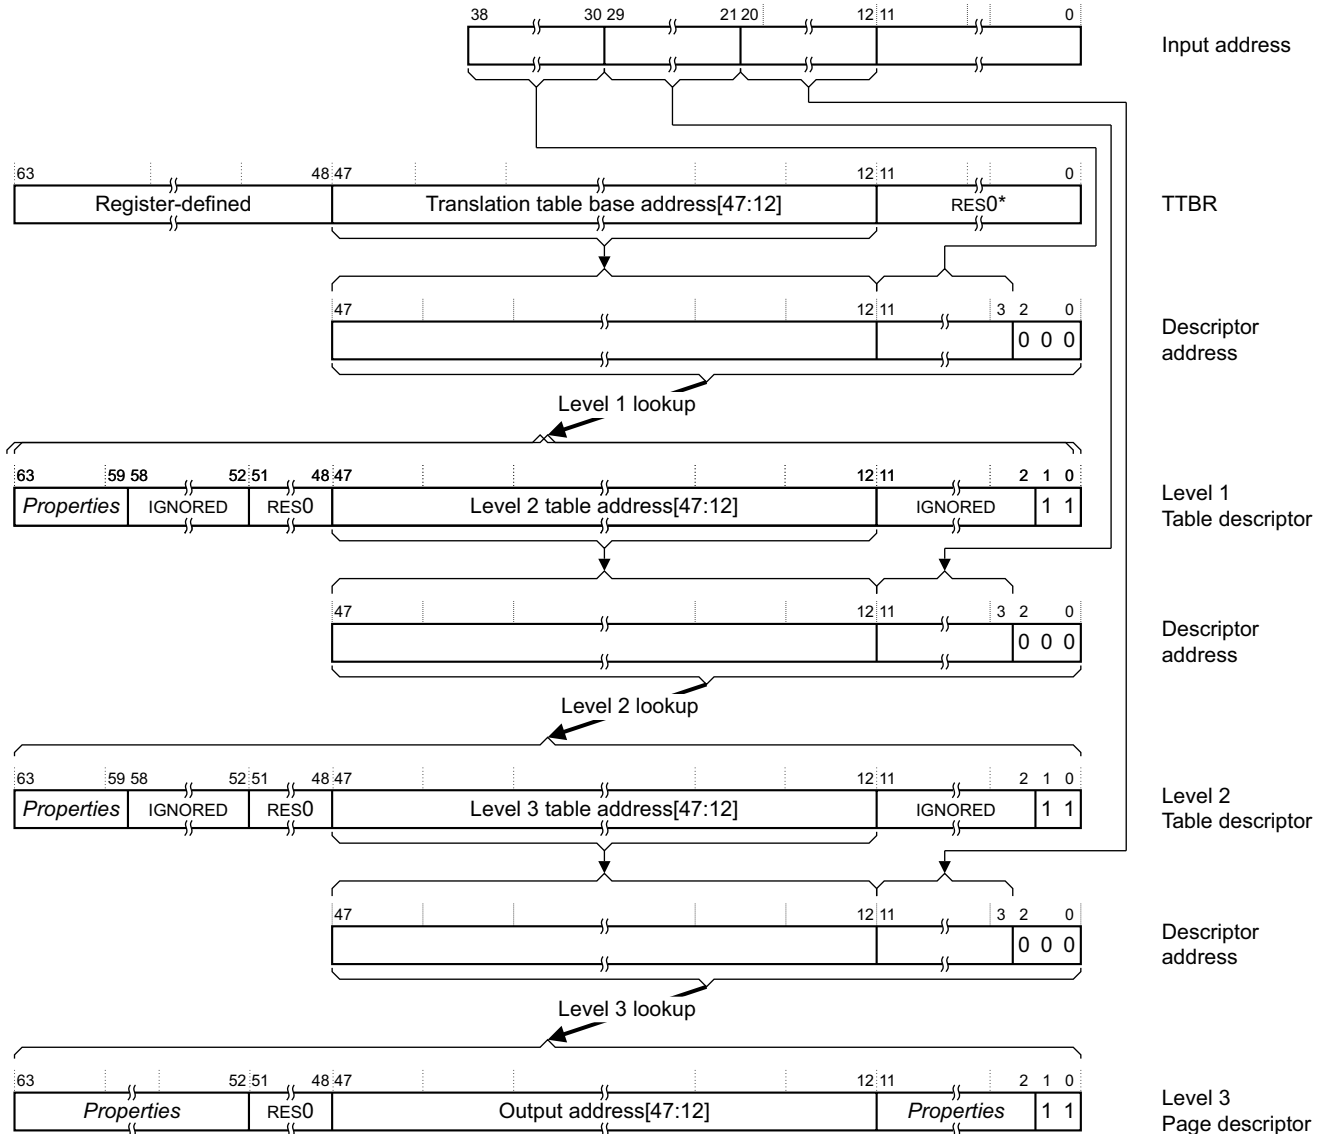 38 30 29 21 20 12 11 0
Input address
63 48 47 12 11 0
Register-defined Translation table base address[47:12] RES0* TTBR
47 12 11 3 2 0
0 0 0
Descriptor
address
Level 1 lookup
63 59 58 52 51 48 47 12 11 2 1 0
Properties IGNORED RES0 Level 2 table address[47:12] IGNORED 1 1
Level 1
Table descriptor
47 12 11 3 2 0
0 0 0
Descriptor
address
Level 2 lookup
63 59 58 52 51 48 47 12 11 2 1 0
Properties IGNORED RES0 Level 3 table address[47:12] IGNORED 1 1
Level 2
Table descriptor
47 12 11 3 2 0
0 0 0
Descriptor
address
Level 3 lookup
63 52 51 48 47 12 11 2 1 0
Properties RES0 Output address[47:12] Properties 1 1
Level 3
Page descriptor